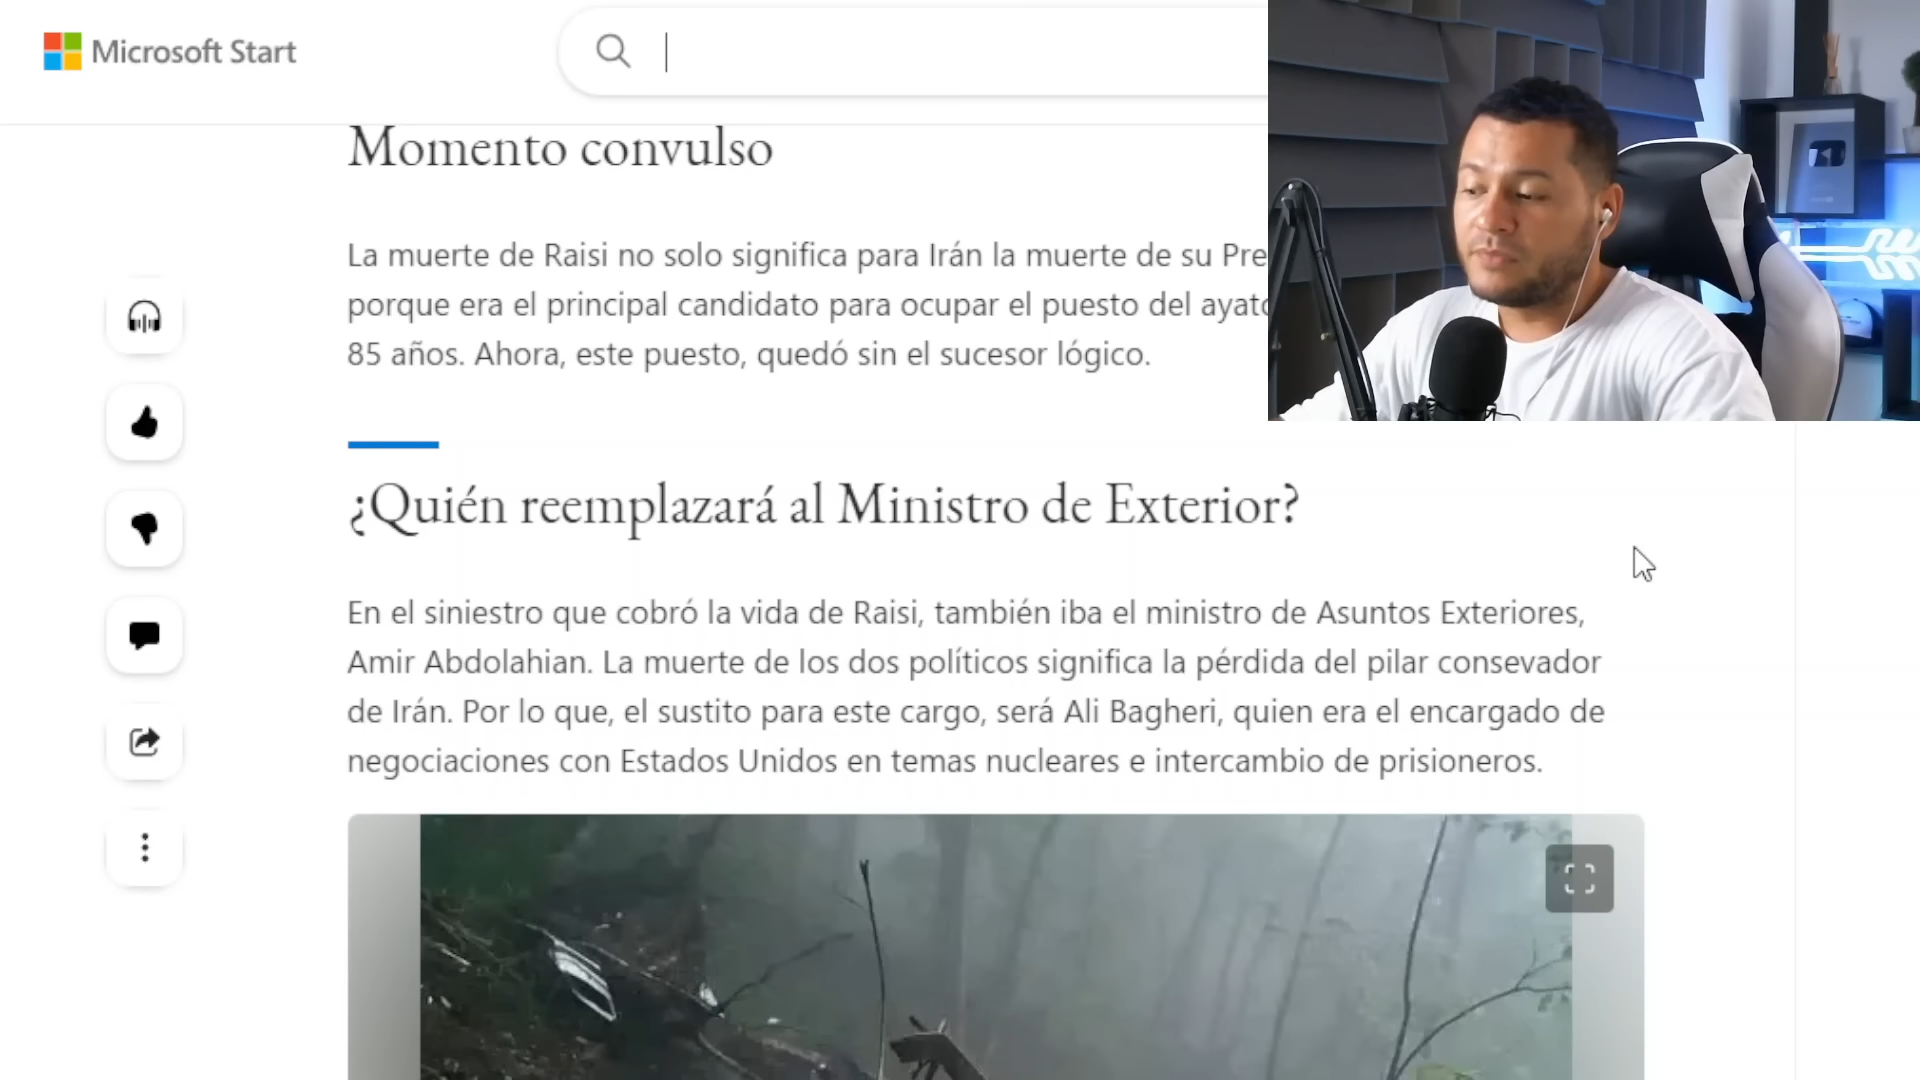 Microsoft Start
Momento convulso
La muerte de Raisi no solo significa para Irán la muerte de su Pre
porque era el principal candidato para ocupar el puesto del ayato
85 años. Ahora, este puesto, quedó sin el sucesor lógico.
¿Quién reemplazará al Ministro de Exterior?
En el siniestro que cobró la vida de Raisi, también iba el ministro de Asuntos Exteriores,
Amir Abdolahian. La muerte de los dos políticos significa la pérdida del pilar consevador
de Irán. Por lo que, el sustito para este cargo, será Ali Bagheri, quien era el encargado de
negociaciones con Estados Unidos en temas nucleares e intercambio de prisioneros.